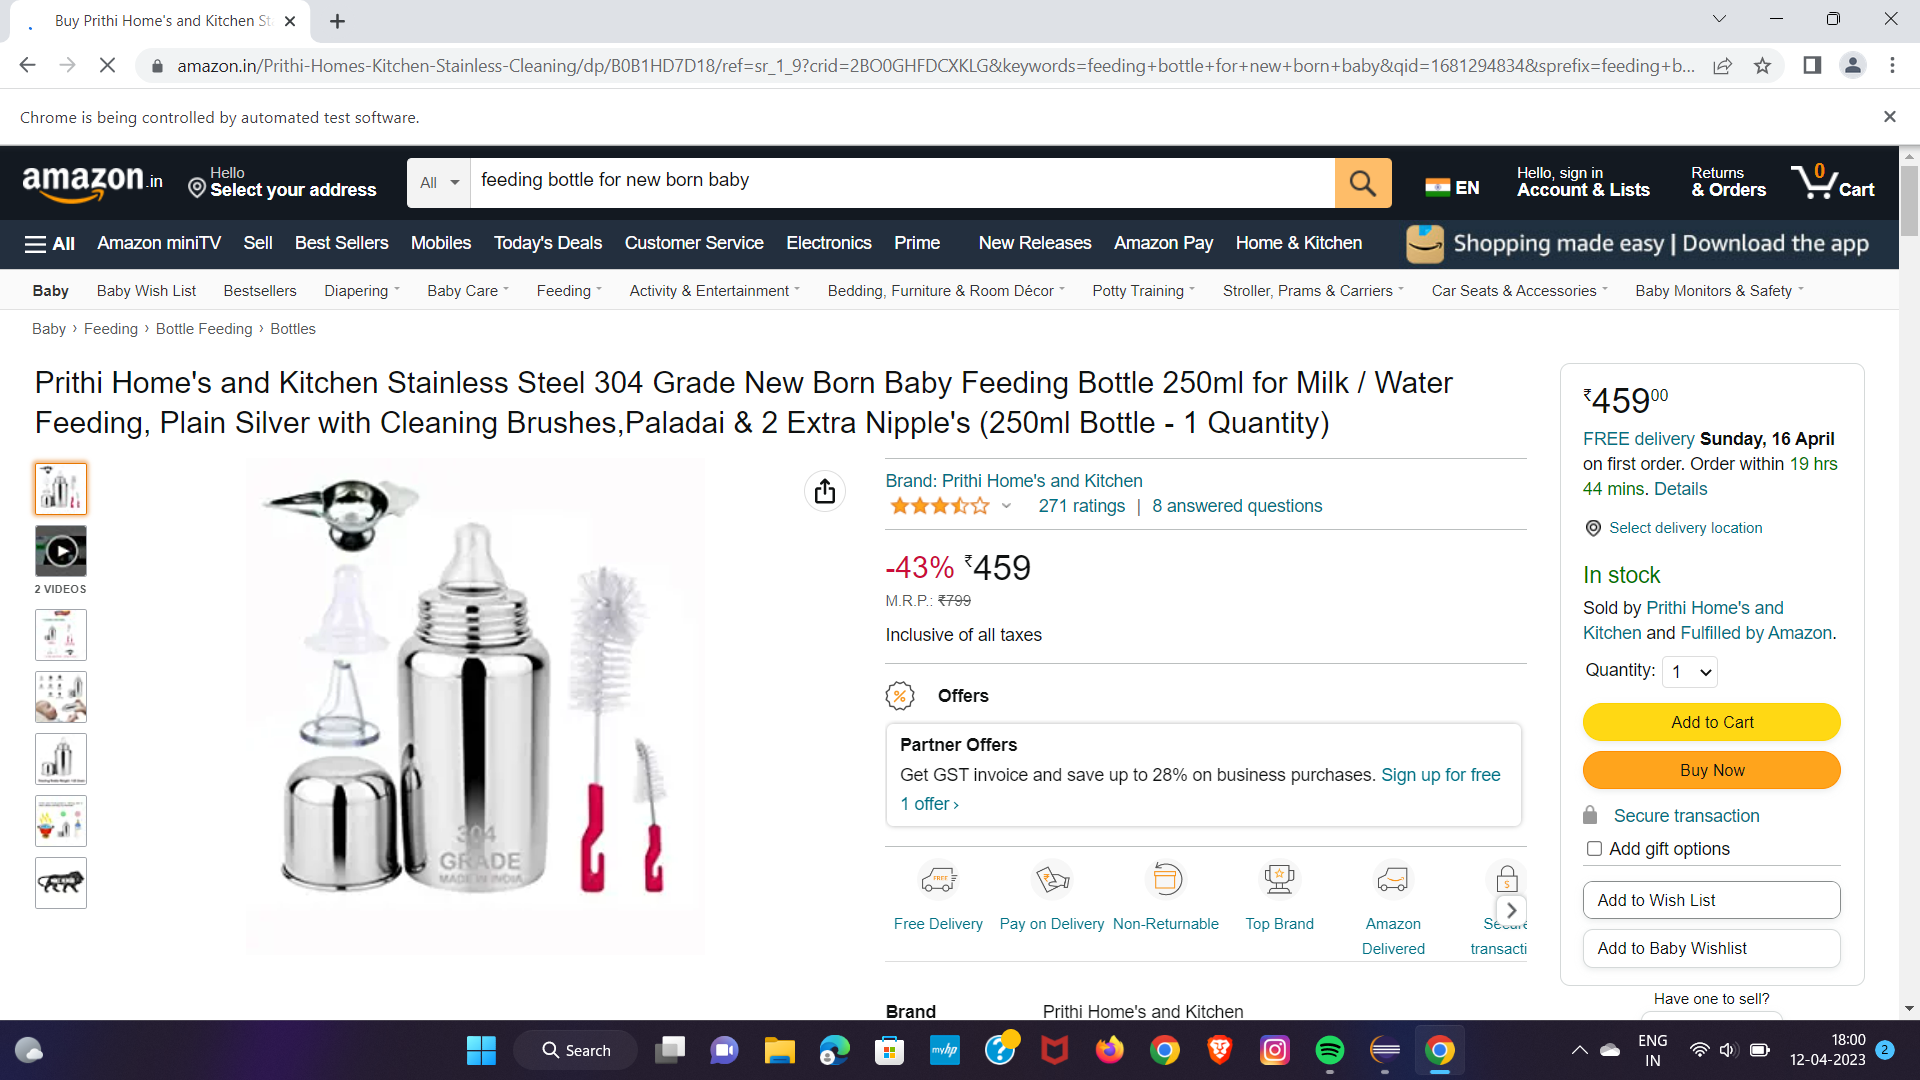 Buy Prithi Home's and Kitchen St
amazon.in/Prithi-Homes-Kitchen-Stainless-Cleaning/dp/B0B1HD7D18/ref=sr_1_9?crid=2BO0GHFDCXKLG&keywords=feeding+bottle+for+new+born+baby&qid=1681294834&sprefix=feeding+b...
Chrome is being controlled by automated test software.
amazon.in
Hello
Select your address
All
feeding bottle for new born baby
EN
Hello, sign in
Account & Lists
Returns
& Orders
0
Cart
All
Amazon miniTV
Sell
Best Sellers
Mobiles
Today's Deals
Customer Service
Electronics
Prime
New Releases
Amazon Pay
Home & Kitchen
Shopping made easy | Download the app
Baby
Baby Wish List
Bestsellers
Diapering
Baby Care
Feeding
Activity & Entertainment
Bedding, Furniture & Room Décor
Potty Training
Stroller, Prams & Carriers
Car Seats & Accessories
Baby Monitors & Safety
Baby › Feeding › Bottle Feeding › Bottles
Prithi Home's and Kitchen Stainless Steel 304 Grade New Born Baby Feeding Bottle 250ml for Milk / Water
Feeding, Plain Silver with Cleaning Brushes,Paladai & 2 Extra Nipple's (250ml Bottle - 1 Quantity)
2 VIDEOS
304
GRADE
MADE IN INDIA
Brand: Prithi Home's and Kitchen
271 ratings | 8 answered questions
-43% ₹459
M.R.P.: ₹799
Inclusive of all taxes
Offers
Partner Offers
Get GST invoice and save up to 28% on business purchases. Sign up for free
1 offer ›
FREE
Free Delivery
Pay on Delivery
Non-Returnable
Top Brand
Amazon
Delivered
Secure
transacti
Brand
Prithi Home's and Kitchen
₹45900
FREE delivery Sunday, 16 April
on first order. Order within 19 hrs
44 mins. Details
Select delivery location
In stock
Sold by Prithi Home's and
Kitchen and Fulfilled by Amazon.
Quantity: 1
Add to Cart
Buy Now
Secure transaction
Add gift options
Add to Wish List
Add to Baby Wishlist
Have one to sell?
Search
myhp
ENG
IN
18:00
12-04-2023
2